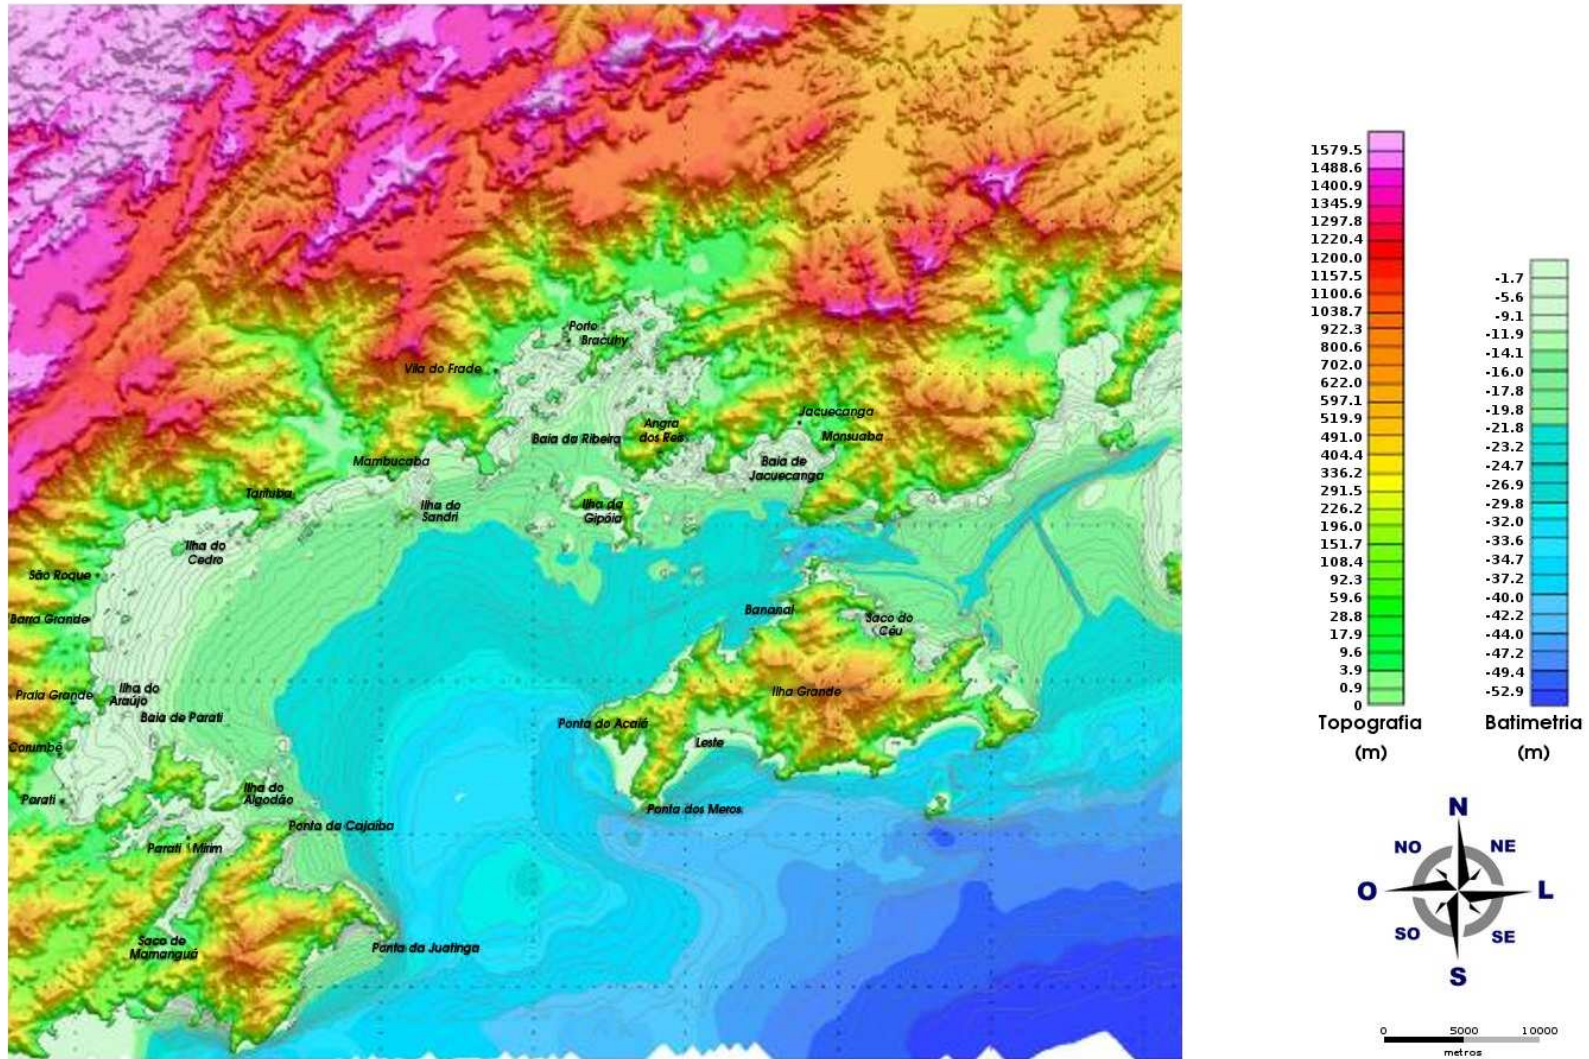 Porto
Bracuhy
Vila do Frade
Jacuecanga
Angra
dos Reis
Monsuaba
Baia da Ribeira
Baia de
Jacuecanga
Mambucaba
Tarituba
Ilha do
Sandri
Ilha da
Gipóia
Ilha do
Cedro
São Roque
Barra Grande
Bananal
Saco do
Céu
Praia Grande
Ilha do
Araújo
Baia de Parati
Ilha Grande
Ponta do Acaiá
Leste
Corumbê
Parati
Ilha do
Algodão
Ponta dos Meros
Ponta da Cajaíba
Parati Mirim
Saco de
Mamanguá
Ponta da Juatinga
1579.5
1488.6
1400.9
1345.9
1297.8
1220.4
1200.0
1157.5
1100.6
1038.7
922.3
800.6
702.0
622.0
597.1
519.9
491.0
404.4
336.2
291.5
226.2
196.0
151.7
108.4
92.3
59.6
28.8
17.9
9.6
3.9
0.9
0
Topografia
(m)
-1.7
-5.6
-9.1
-11.9
-14.1
-16.0
-17.8
-19.8
-21.8
-23.2
-24.7
-26.9
-29.8
-32.0
-33.6
-34.7
-37.2
-40.0
-42.2
-44.0
-47.2
-49.4
-52.9
Batimetria
(m)
N
NO NE
O L
SO SE
S
0 5000 10000
metros